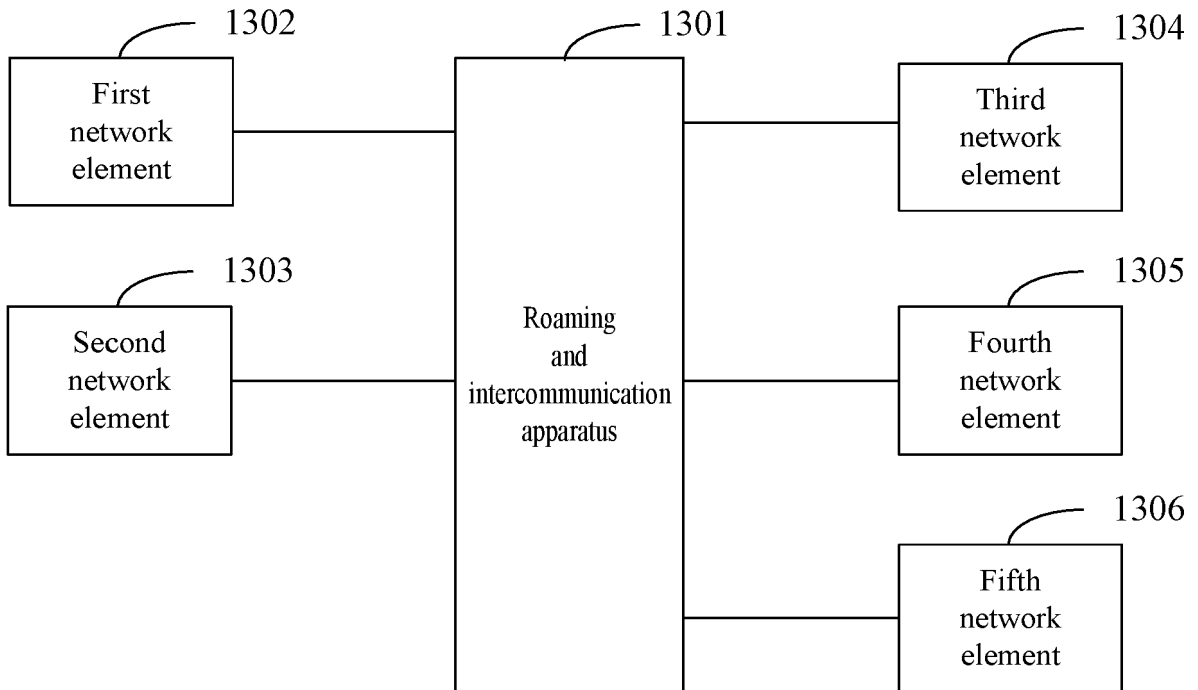 1302
First
network
element
1303
Second
network
element
1301
Roaming
and
intercommunication
apparatus
1304
Third
network
element
1305
Fourth
network
element
1306
Fifth
network
element